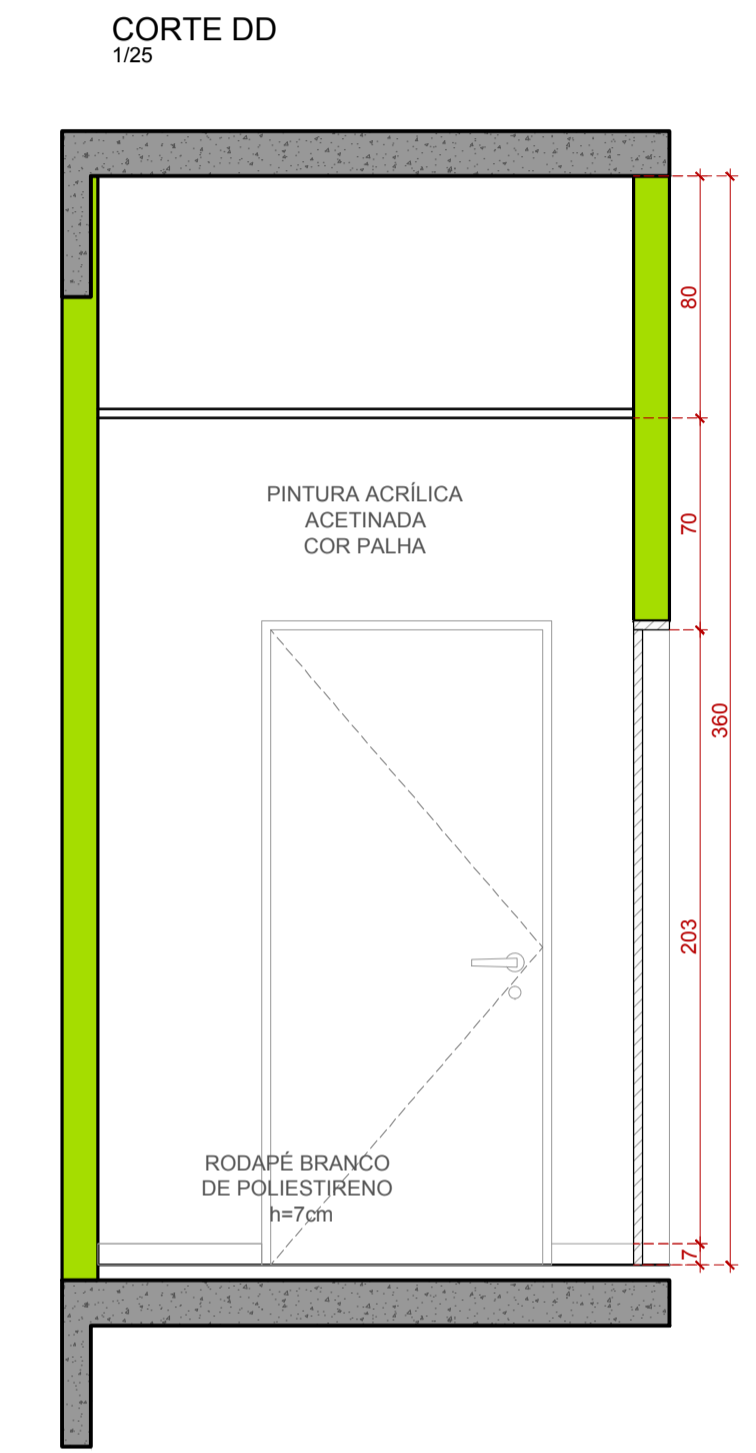 CORTE DD
1/25
80
PINTURA ACRÍLICA
ACETINADA
COR PALHA
70
360
203
RODAPÉ BRANCO
DE POLIESTIRENO
h=7cm
7